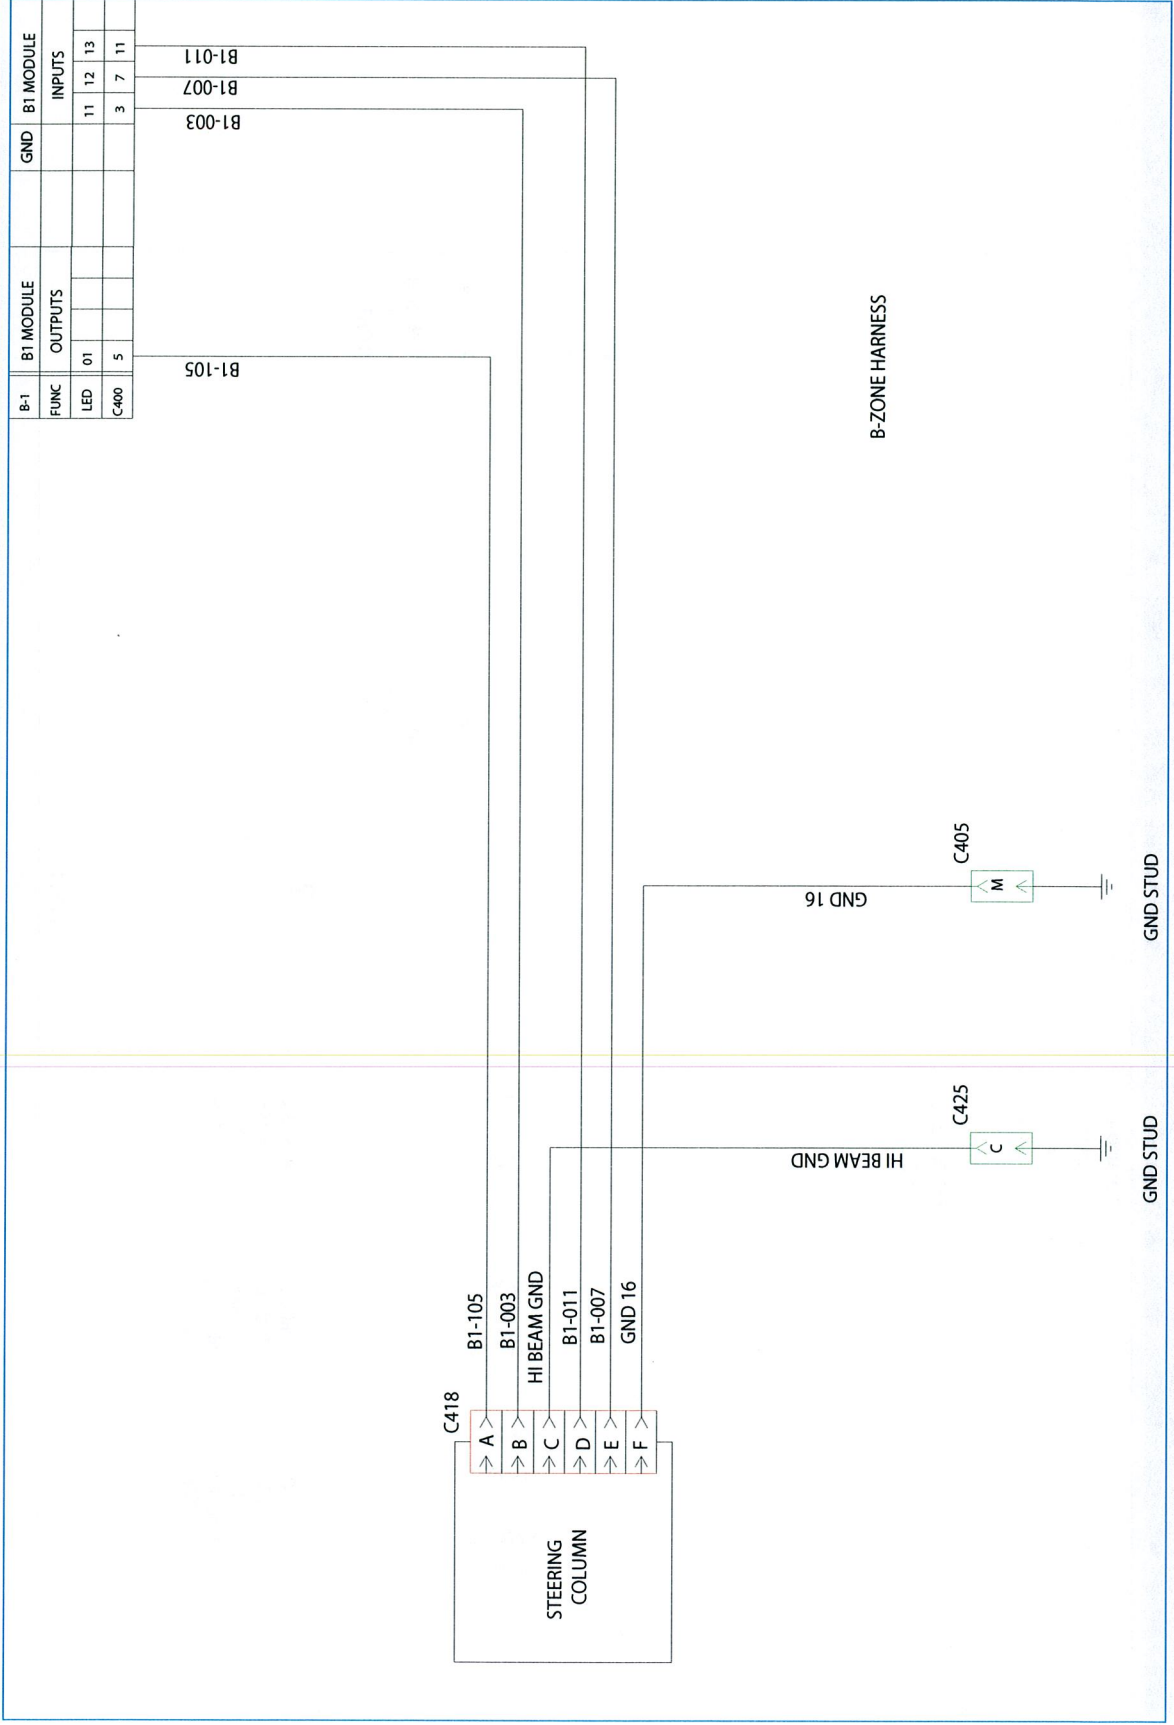 B-1 B1 MODULE GND B1 MODULE
FUNC OUTPUTS INPUTS
LED 01 11 12 13
C400 5 3 7 11
B1-105
B1-003
B1-007
B1-011
C418
A B1-105
B B1-003
C HI BEAM GND
D B1-011
E B1-007
F GND 16
STEERING
COLUMN
B-ZONE HARNESS
HI BEAM GND
GND 16
C425
C
C405
M
GND STUD
GND STUD